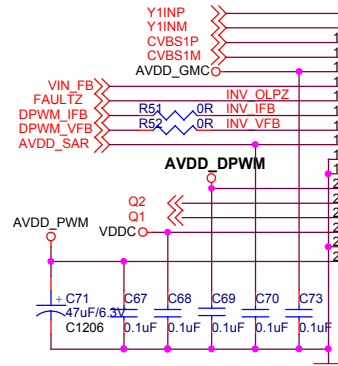 Y1INP
Y1INM
CVBS1P
CVBS1M
AVDD_GMC
VIN_FB
FAULTZ INV_OLPZ
DPWM_IFB R51 0R INV_IFB
DPWM_VFB R52 0R INV_VFB
AVDD_SAR
AVDD_DPWM
Q2
Q1
AVDD_PWM VDDC
C71 C67 C68 C69 C70 C73
47uF/6.3V
C1206 0.1uF 0.1uF 0.1uF 0.1uF 0.1uF